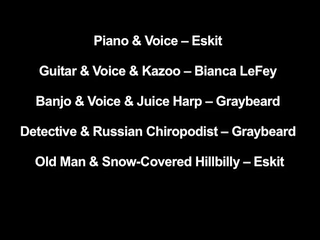 Piano & Voice – Eskit
Guitar & Voice & Kazoo – Bianca LeFey
Banjo & Voice & Juice Harp – Graybeard
Detective & Russian Chiropodist – Graybeard
Old Man & Snow-Covered Hillbilly – Eskit